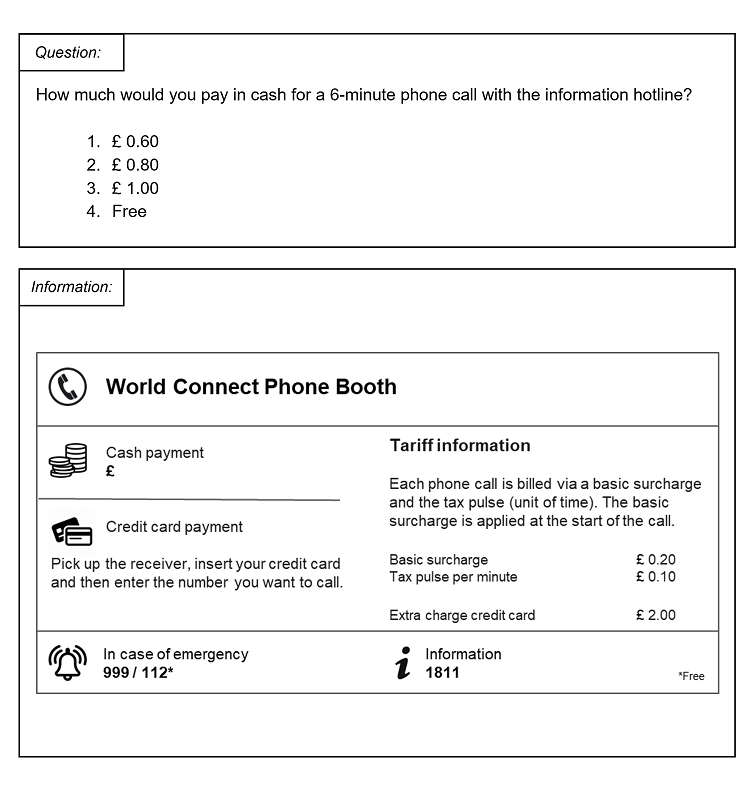 Question:
How much would you pay in cash for a 6-minute phone call with the information hotline?
1. £ 0.60
2. £ 0.80
3. £ 1.00
4. Free
Information:
World Connect Phone Booth
Cash payment
£
Credit card payment
Pick up the receiver, insert your credit card
and then enter the number you want to call.
Tariff information
Each phone call is billed via a basic surcharge
and the tax pulse (unit of time). The basic
surcharge is applied at the start of the call.
Basic surcharge £ 0.20
Tax pulse per minute £ 0.10
Extra charge credit card £ 2.00
In case of emergency
999 / 112*
Information
1811
*Free